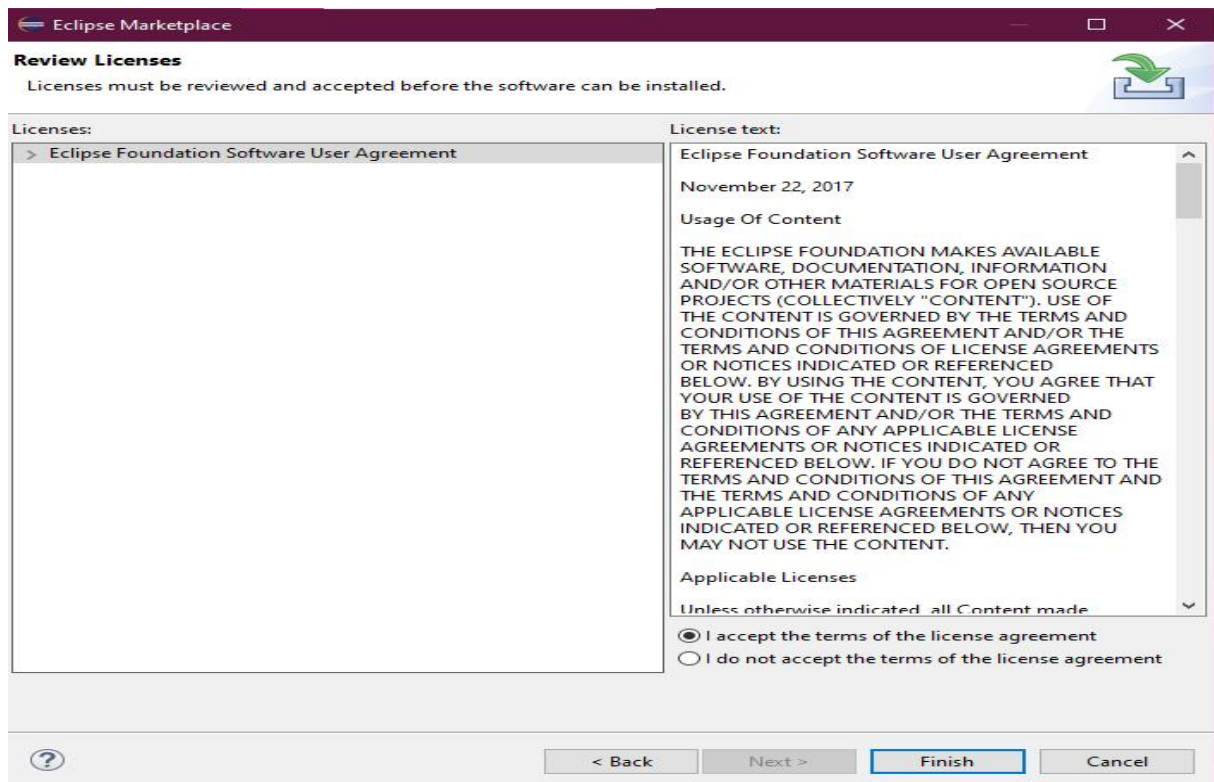 Eclipse Marketplace
Review Licenses
Licenses must be reviewed and accepted before the software can be installed.
Licenses:
> Eclipse Foundation Software User Agreement
License text:
Eclipse Foundation Software User Agreement
November 22, 2017
Usage Of Content
THE ECLIPSE FOUNDATION MAKES AVAILABLE
SOFTWARE, DOCUMENTATION, INFORMATION
AND/OR OTHER MATERIALS FOR OPEN SOURCE
PROJECTS (COLLECTIVELY "CONTENT"). USE OF
THE CONTENT IS GOVERNED BY THE TERMS AND
CONDITIONS OF THIS AGREEMENT AND/OR THE
TERMS AND CONDITIONS OF LICENSE AGREEMENTS
OR NOTICES INDICATED OR REFERENCED
BELOW. BY USING THE CONTENT, YOU AGREE THAT
YOUR USE OF THE CONTENT IS GOVERNED
BY THIS AGREEMENT AND/OR THE TERMS AND
CONDITIONS OF ANY APPLICABLE LICENSE
AGREEMENTS OR NOTICES INDICATED OR
REFERENCED BELOW. IF YOU DO NOT AGREE TO THE
TERMS AND CONDITIONS OF THIS AGREEMENT AND
THE TERMS AND CONDITIONS OF ANY
APPLICABLE LICENSE AGREEMENTS OR NOTICES
INDICATED OR REFERENCED BELOW, THEN YOU
MAY NOT USE THE CONTENT.
Applicable Licenses
Unless otherwise indicated, all Content made
I accept the terms of the license agreement
I do not accept the terms of the license agreement
?
< Back
Next >
Finish
Cancel